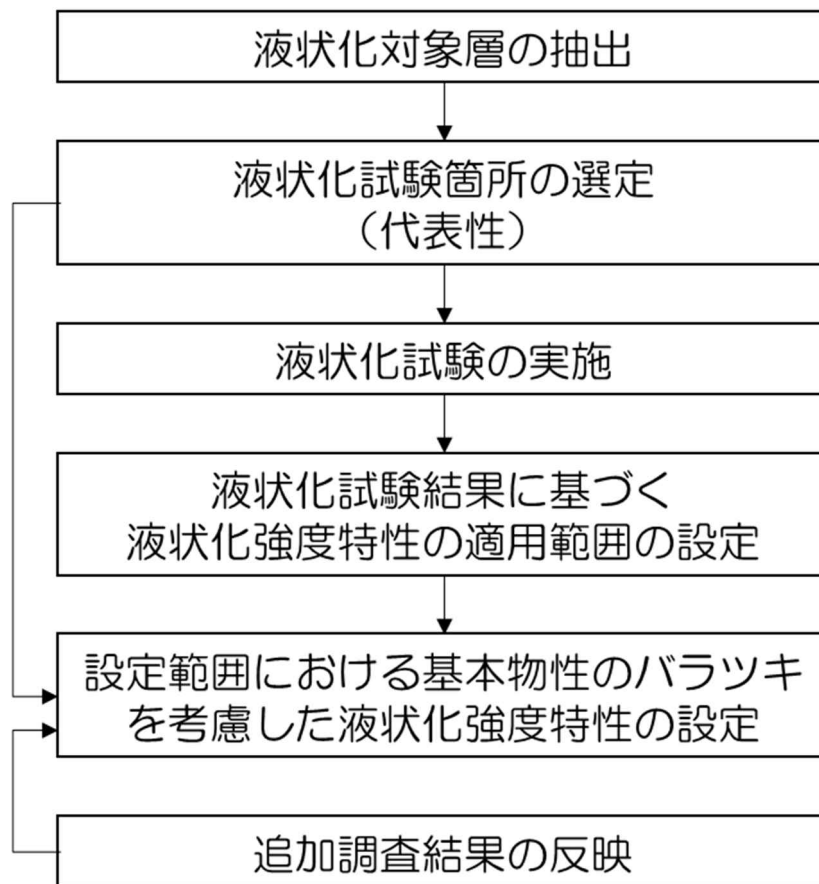 液状化対象層の抽出
液状化試験箇所の選定
（代表性）
液状化試験の実施
液状化試験結果に基づく
液状化強度特性の適用範囲の設定
設定範囲における基本物性のバラツキ
を考慮した液状化強度特性の設定
追加調査結果の反映